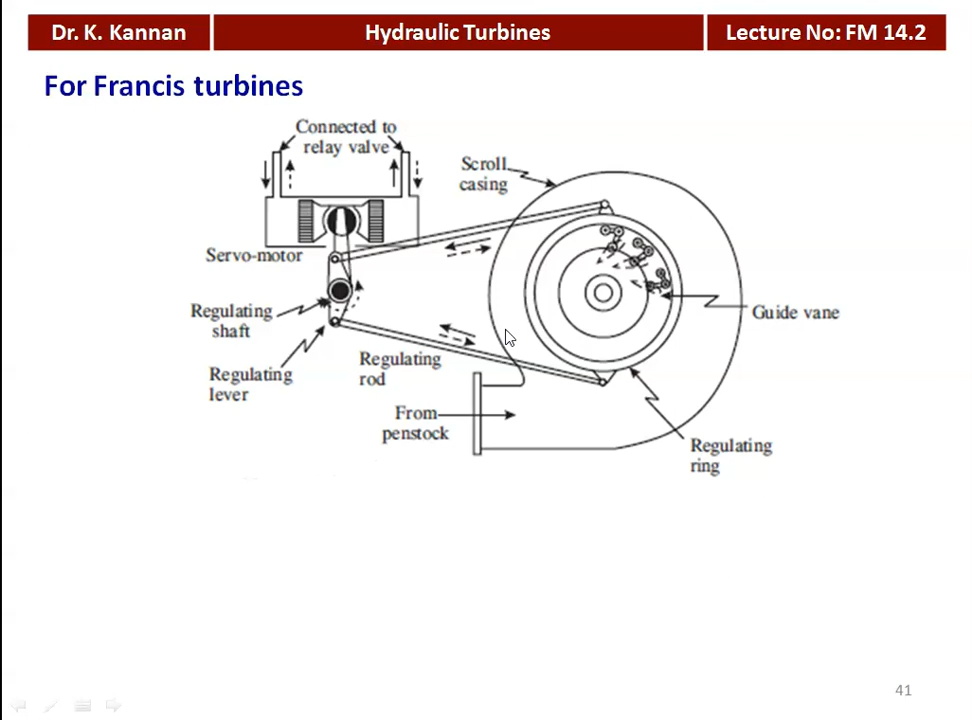 Dr. K. Kannan
Hydraulic Turbines
Lecture No: FM 14.2
For Francis turbines
Connected to
relay valve
Scroll
casing
Servo-motor
Regulating
shaft
Guide vane
Regulating
lever
Regulating
rod
From
penstock
Regulating
ring
41